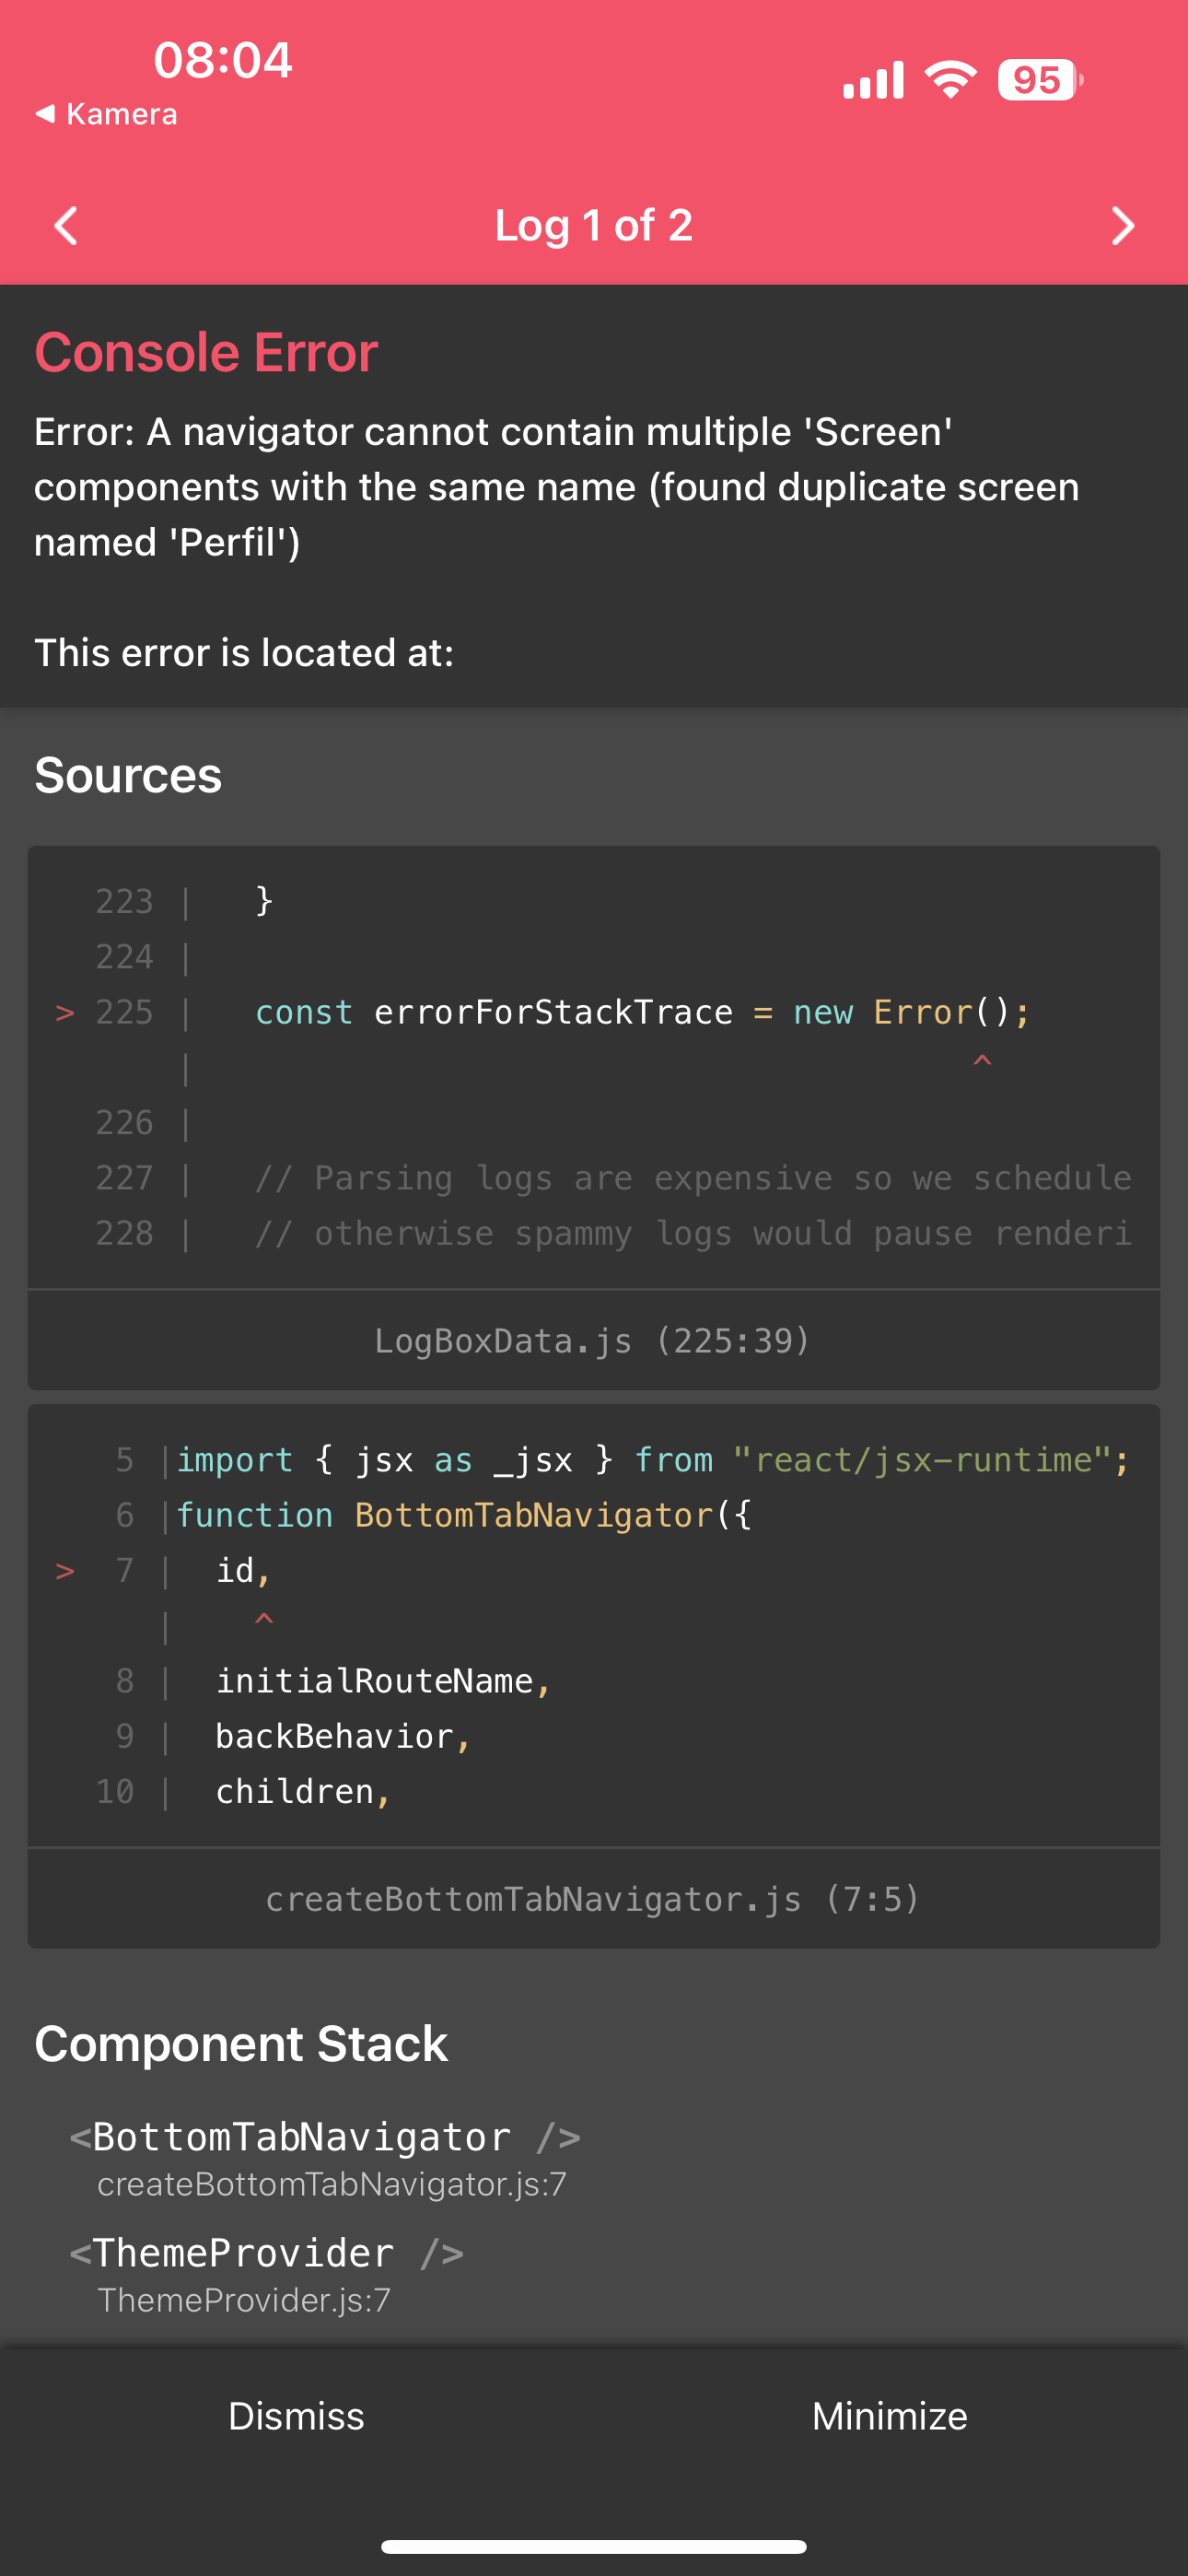 08:04
95
◀ Kamera
Log 1 of 2
Console Error
Error: A navigator cannot contain multiple 'Screen'
components with the same name (found duplicate screen
named 'Perfil')
This error is located at:
Sources
223 |   }
224 |
> 225 |   const errorForStackTrace = new Error();
|                                       ^
226 |
227 |   // Parsing logs are expensive so we schedule
228 |   // otherwise spammy logs would pause renderi
LogBoxData.js (225:39)
5 |import { jsx as _jsx } from "react/jsx-runtime";
6 |function BottomTabNavigator({
> 7 |  id,
|    ^
8 |  initialRouteName,
9 |  backBehavior,
10 |  children,
createBottomTabNavigator.js (7:5)
Component Stack
<BottomTabNavigator />
createBottomTabNavigator.js:7
<ThemeProvider />
ThemeProvider.js:7
Dismiss
Minimize